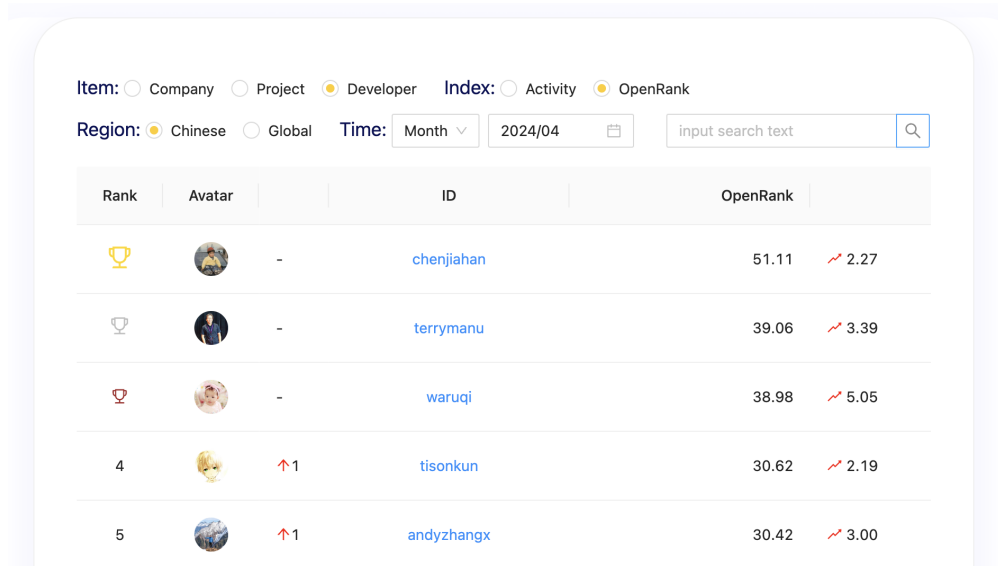 Item: Company Project Developer Index: Activity OpenRank
Region: Chinese Global Time: Month 2024/04 input search text
Rank Avatar ID OpenRank
- chenjiahan 51.11 2.27
- terrymanu 39.06 3.39
- waruqi 38.98 5.05
4 1 tisonkun 30.62 2.19
5 1 andyzhangx 30.42 3.00